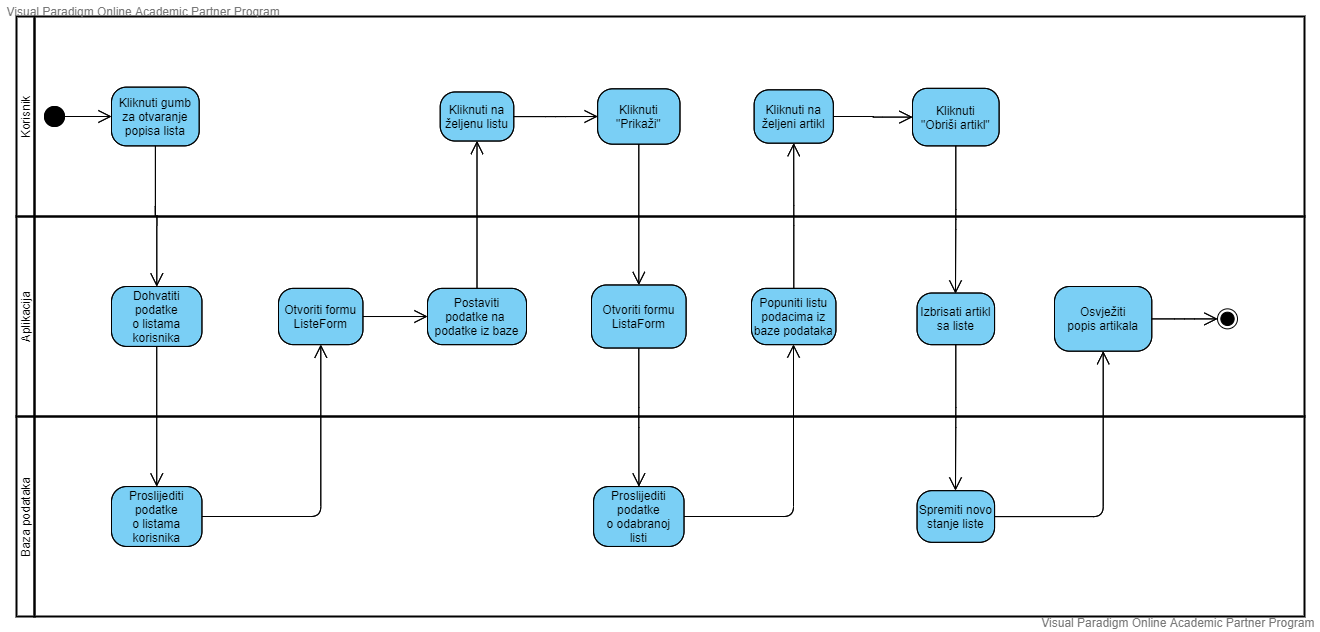 Visual Paradigm Online Academic Partner Program
Korisnik
Kliknuti gumb
za otvaranje
popisa lista
Kliknuti na
željenu listu
Kliknuti
"Prikaži"
Kliknuti na
željeni artikl
Kliknuti
"Obriši artikl"
Aplikacija
Dohvatiti
podatke
o listama
korisnika
Otvoriti formu
ListeForm
Postaviti
podatke na
podatke iz baze
Otvoriti formu
ListaForm
Popuniti listu
podacima iz
baze podataka
Izbrisati artikl
sa liste
Osvježiti
popis artikala
Baza podataka
Proslijediti
podatke
o listama
korisnika
Proslijediti
podatke
o odabranoj
listi
Spremiti novo
stanje liste
Visual Paradigm Online Academic Partner Program